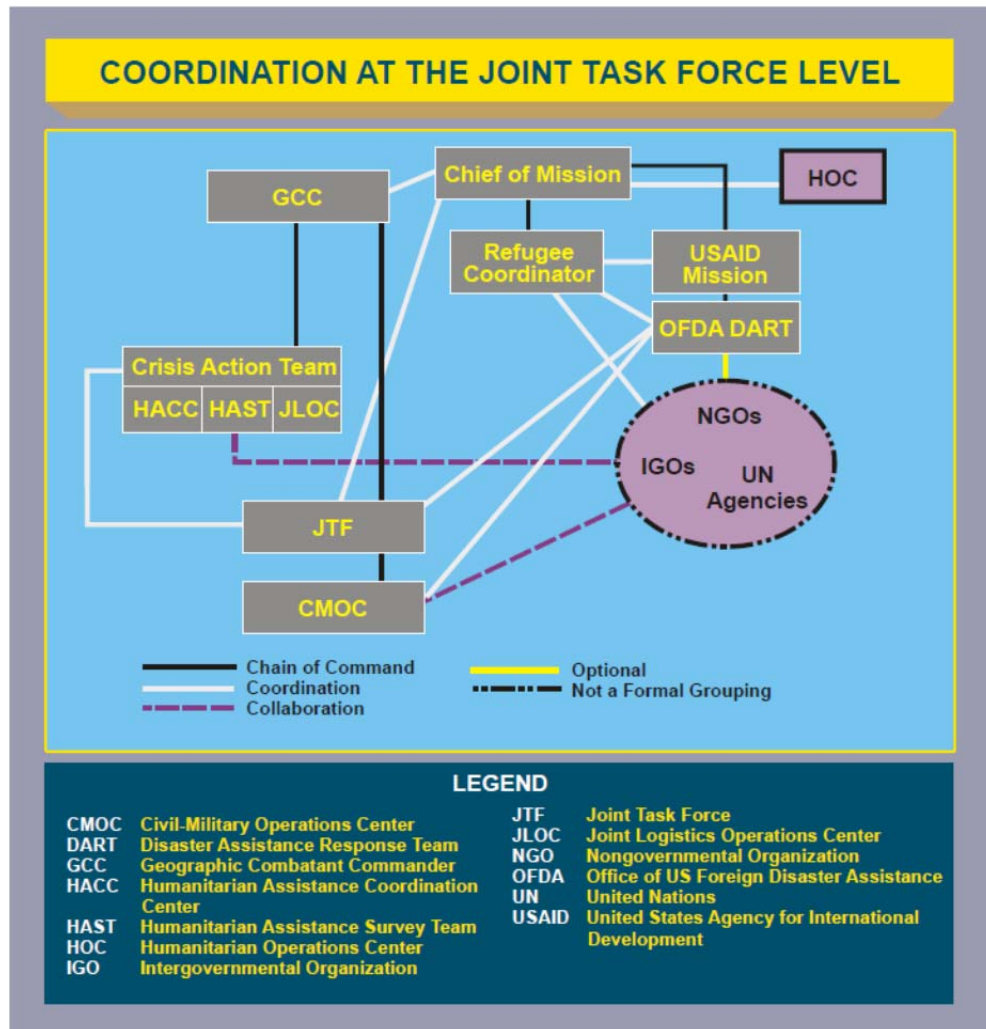 COORDINATION AT THE JOINT TASK FORCE LEVEL
GCC
Chief of Mission
HOC
Refugee
Coordinator
USAID
Mission
OFDA DART
Crisis Action Team
HACC HAST JLOC
NGOs
IGOs
UN
Agencies
JTF
CMOC
Chain of Command
Coordination
Collaboration
Optional
Not a Formal Grouping
LEGEND
CMOC Civil-Military Operations Center
DART Disaster Assistance Response Team
GCC Geographic Combatant Commander
HACC Humanitarian Assistance Coordination
Center
HAST Humanitarian Assistance Survey Team
HOC Humanitarian Operations Center
IGO Intergovernmental Organization
JTF Joint Task Force
JLOC Joint Logistics Operations Center
NGO Nongovernmental Organization
OFDA Office of US Foreign Disaster Assistance
UN United Nations
USAID United States Agency for International
Development